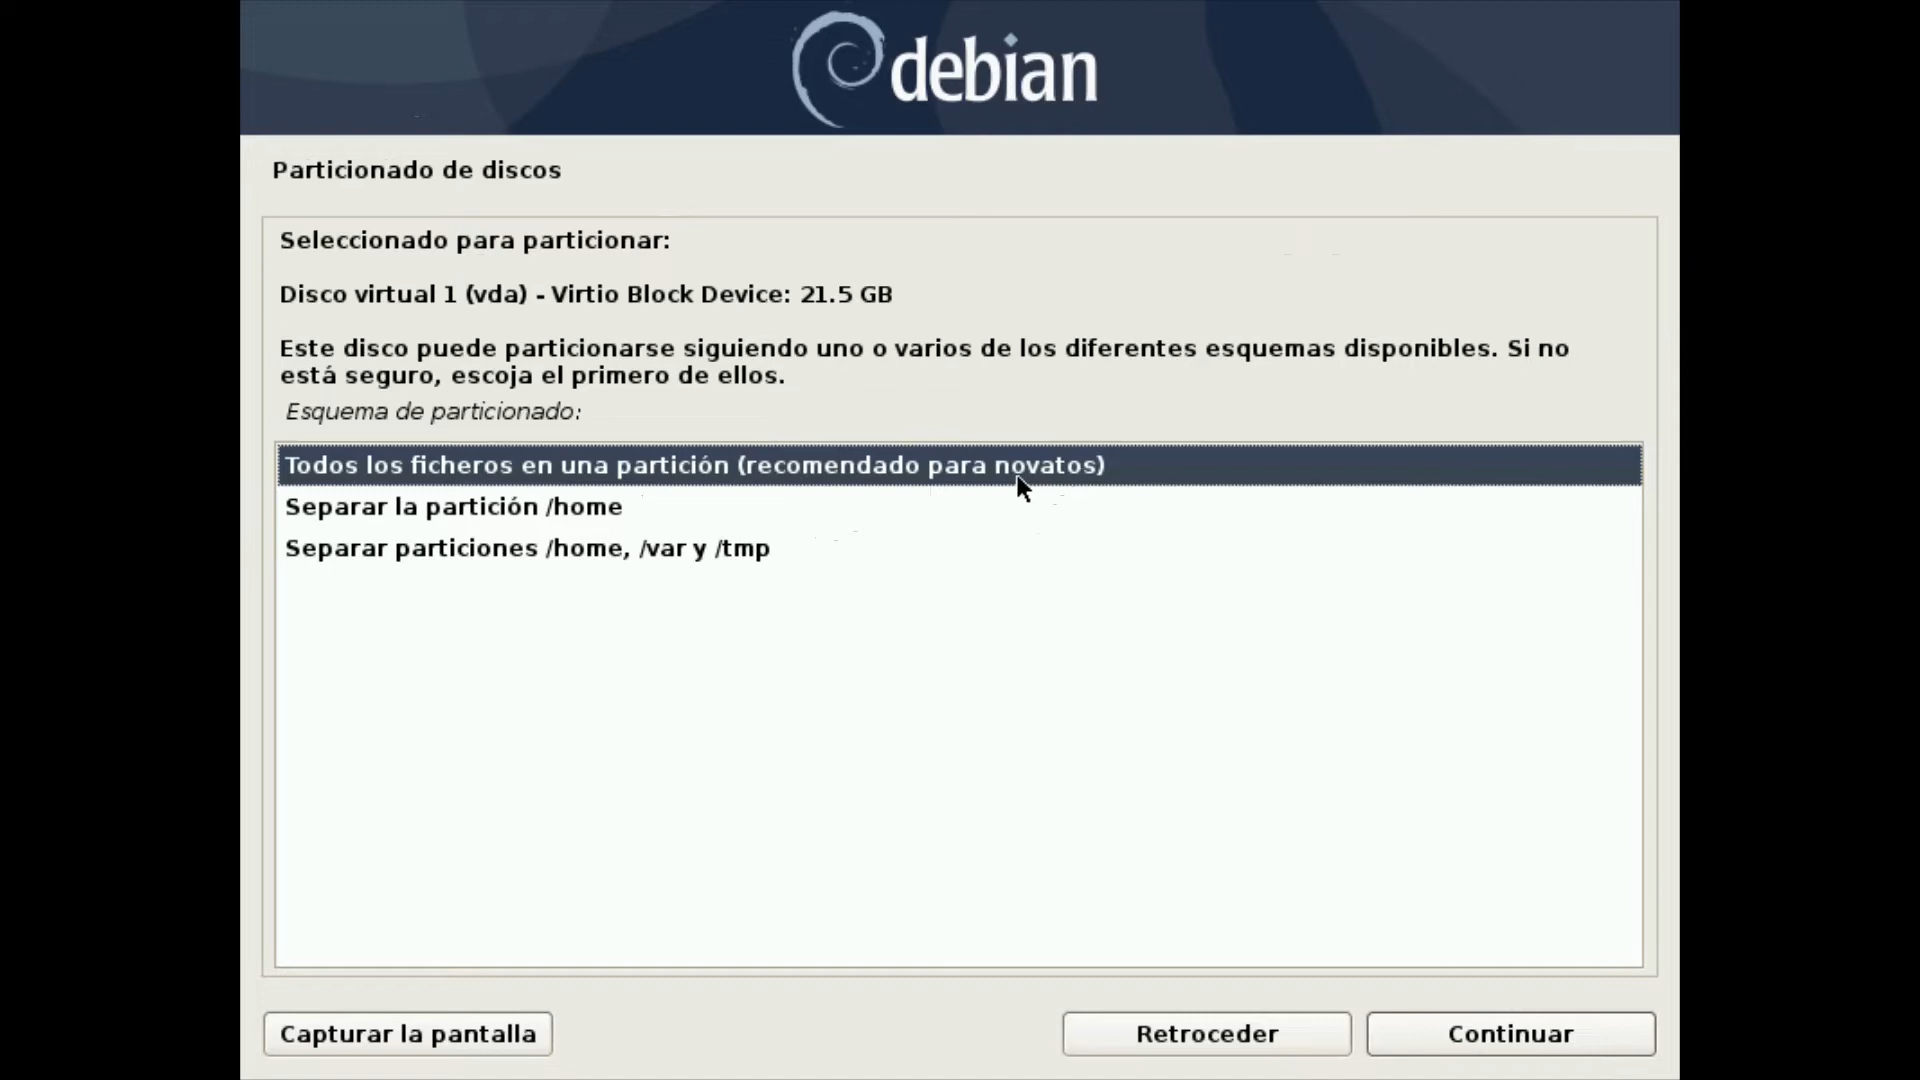 debian
Particionado de discos
Seleccionado para particionar:
Disco virtual 1 (vda) - Virtio Block Device: 21.5 GB
Este disco puede particionarse siguiendo uno o varios de los diferentes esquemas disponibles. Si no
está seguro, escoja el primero de ellos.
Esquema de particionado:
Todos los ficheros en una partición (recomendado para novatos)
Separar la partición /home
Separar particiones /home, /var y /tmp
Capturar la pantalla
Retroceder
Continuar